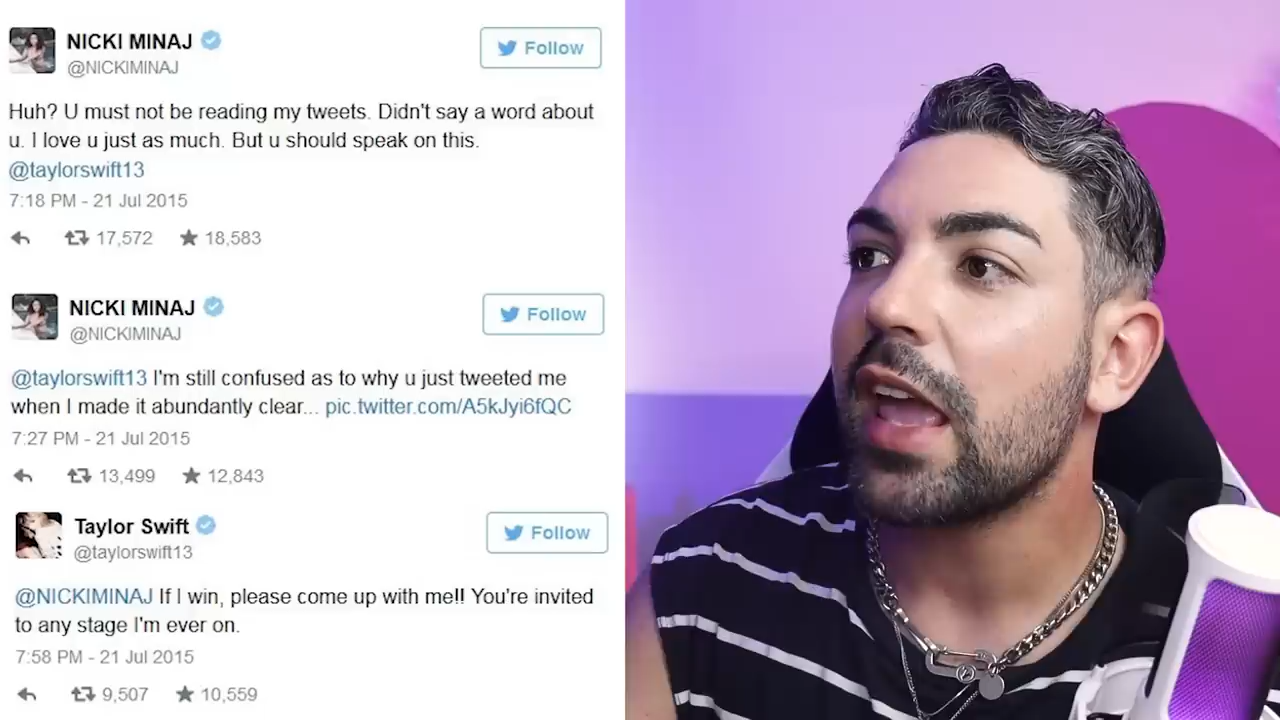 NICKI MINAJ
@NICKIMINAJ
Follow
Huh? U must not be reading my tweets. Didn't say a word about
u. I love u just as much. But u should speak on this.
@taylorswift13
7:18 PM - 21 Jul 2015
17,572 18,583
NICKI MINAJ
@NICKIMINAJ
Follow
@taylorswift13 I'm still confused as to why u just tweeted me
when I made it abundantly clear... pic.twitter.com/A5kJyi6fQC
7:27 PM - 21 Jul 2015
13,499 12,843
Taylor Swift
@taylorswift13
Follow
@NICKIMINAJ If I win, please come up with me!! You're invited
to any stage I'm ever on.
7:58 PM - 21 Jul 2015
9,507 10,559